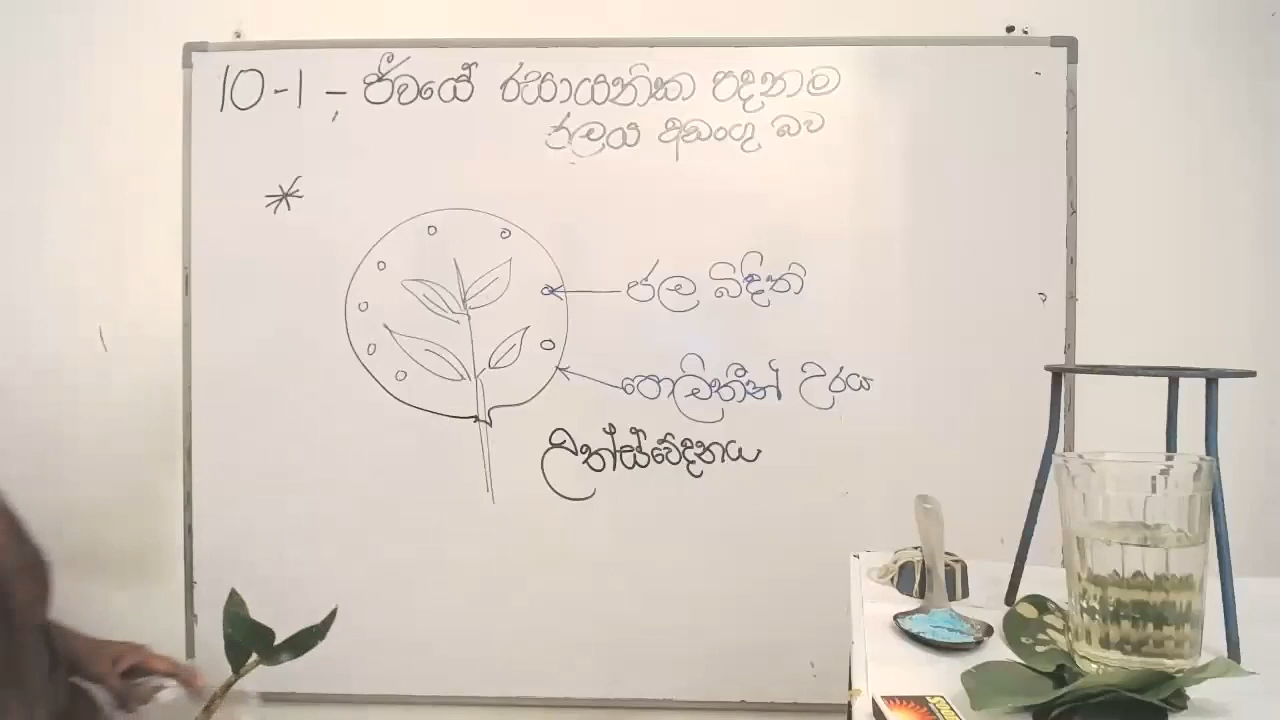 10-1 - ජීවයේ රසායනික පදනම
ජලය අඩංගු බව
*
ජල බිඳිති
පොලිතීන් උරය
උත්ස්වේදනය